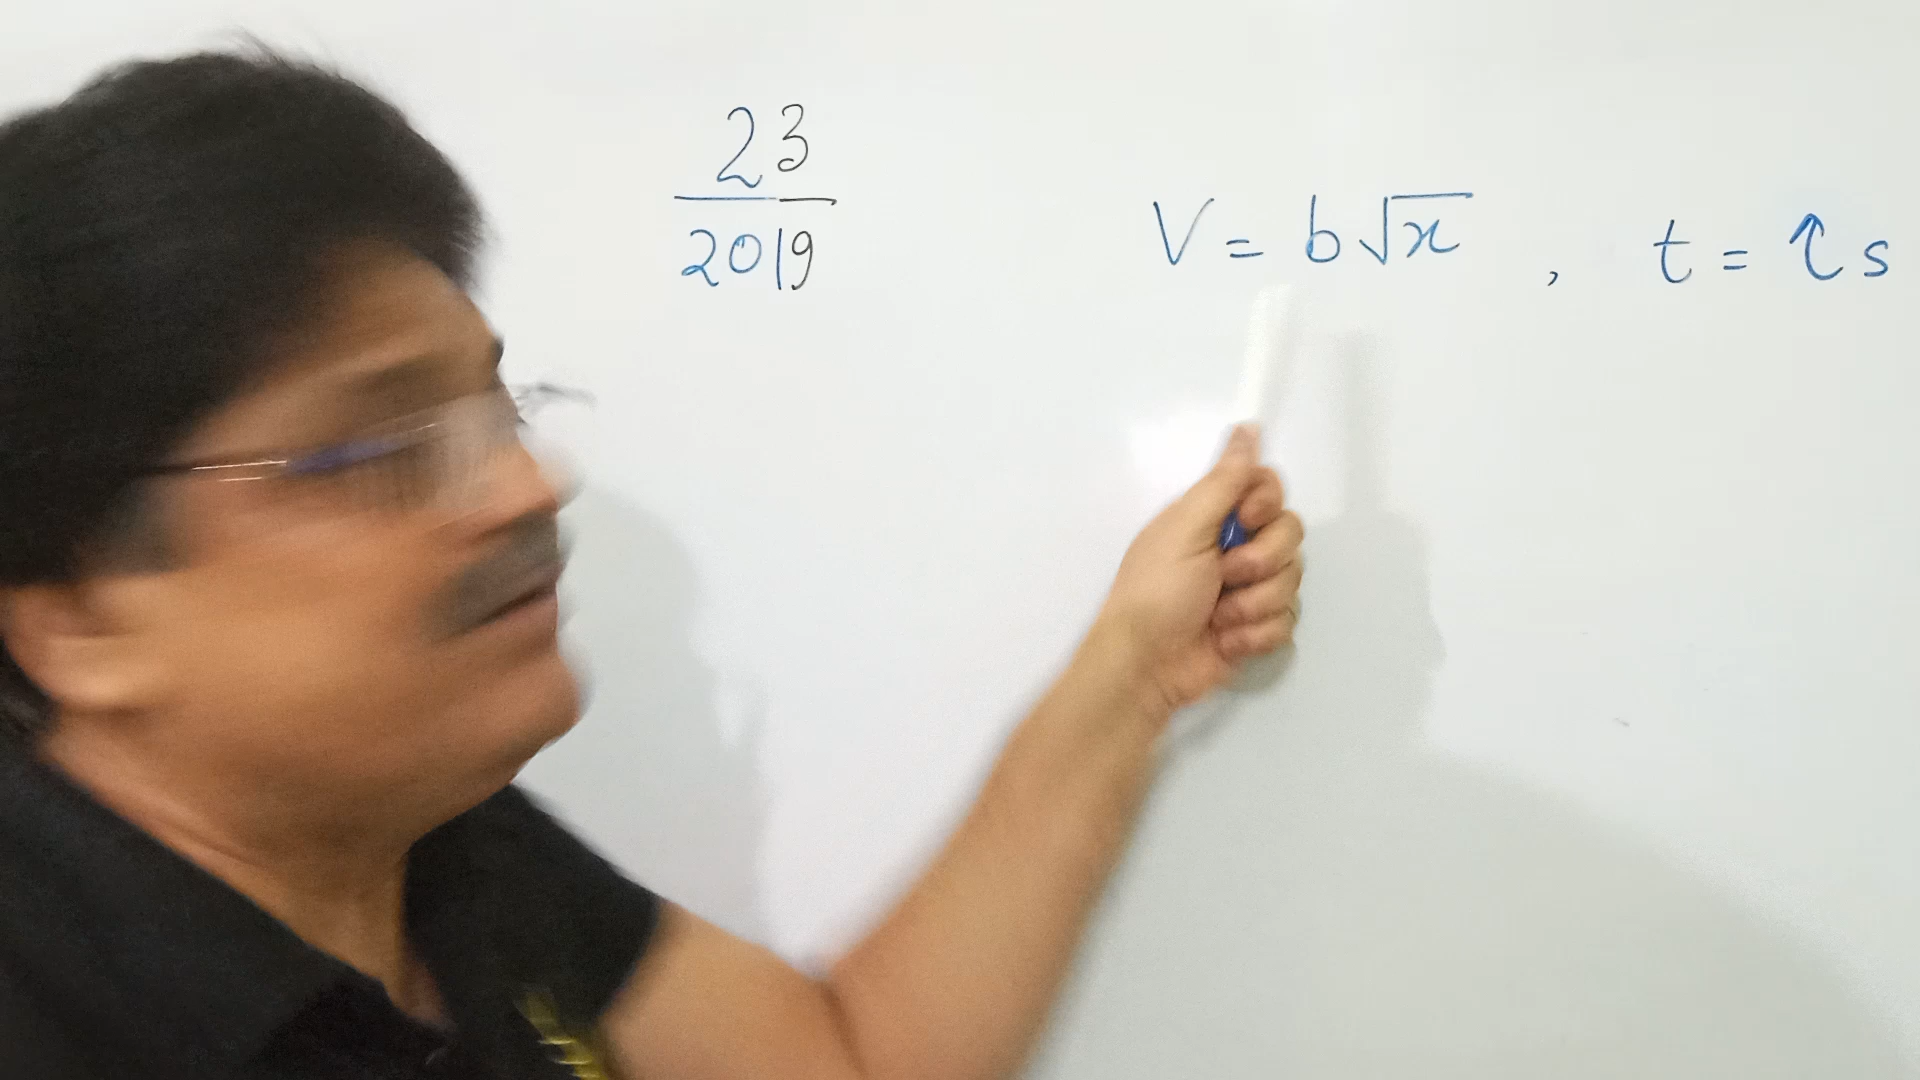 23
2019
V = b√x , t = τ s